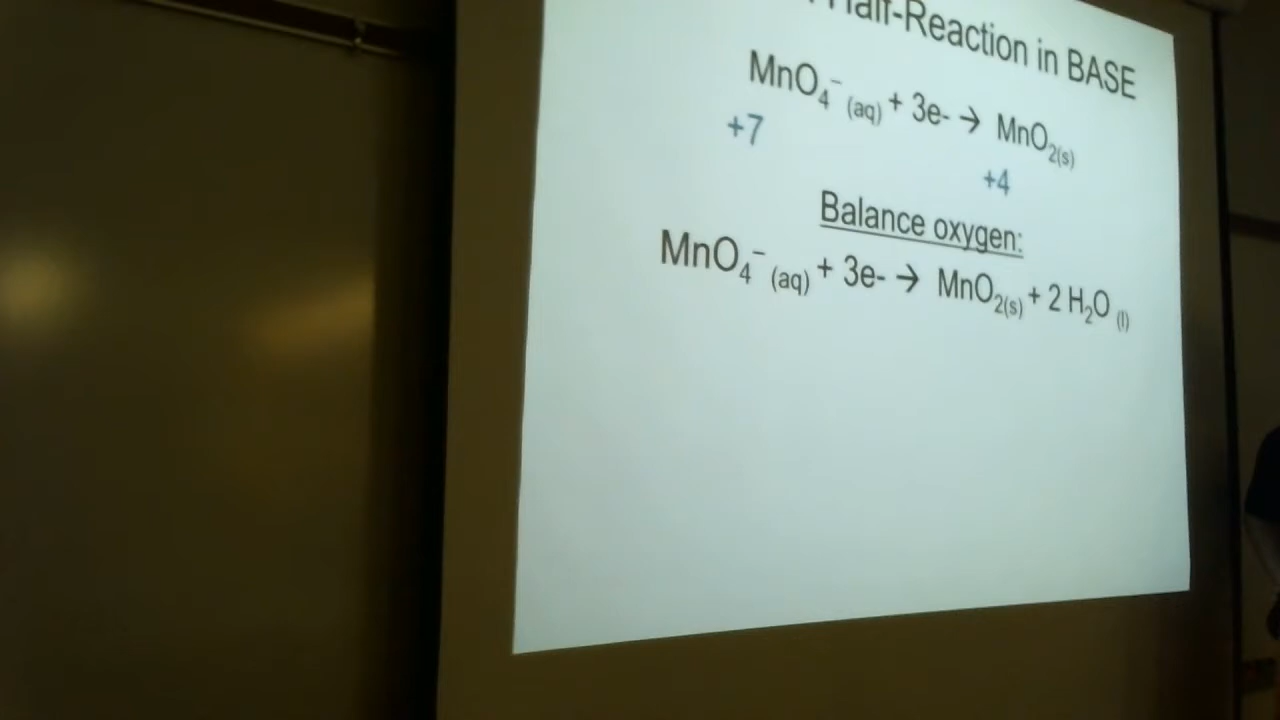 Half-Reaction in BASE
MnO₄⁻ (aq) + 3e- → MnO₂(s)
+7
+4
Balance oxygen:
MnO₄⁻ (aq) + 3e- → MnO₂(s) + 2 H₂O (l)